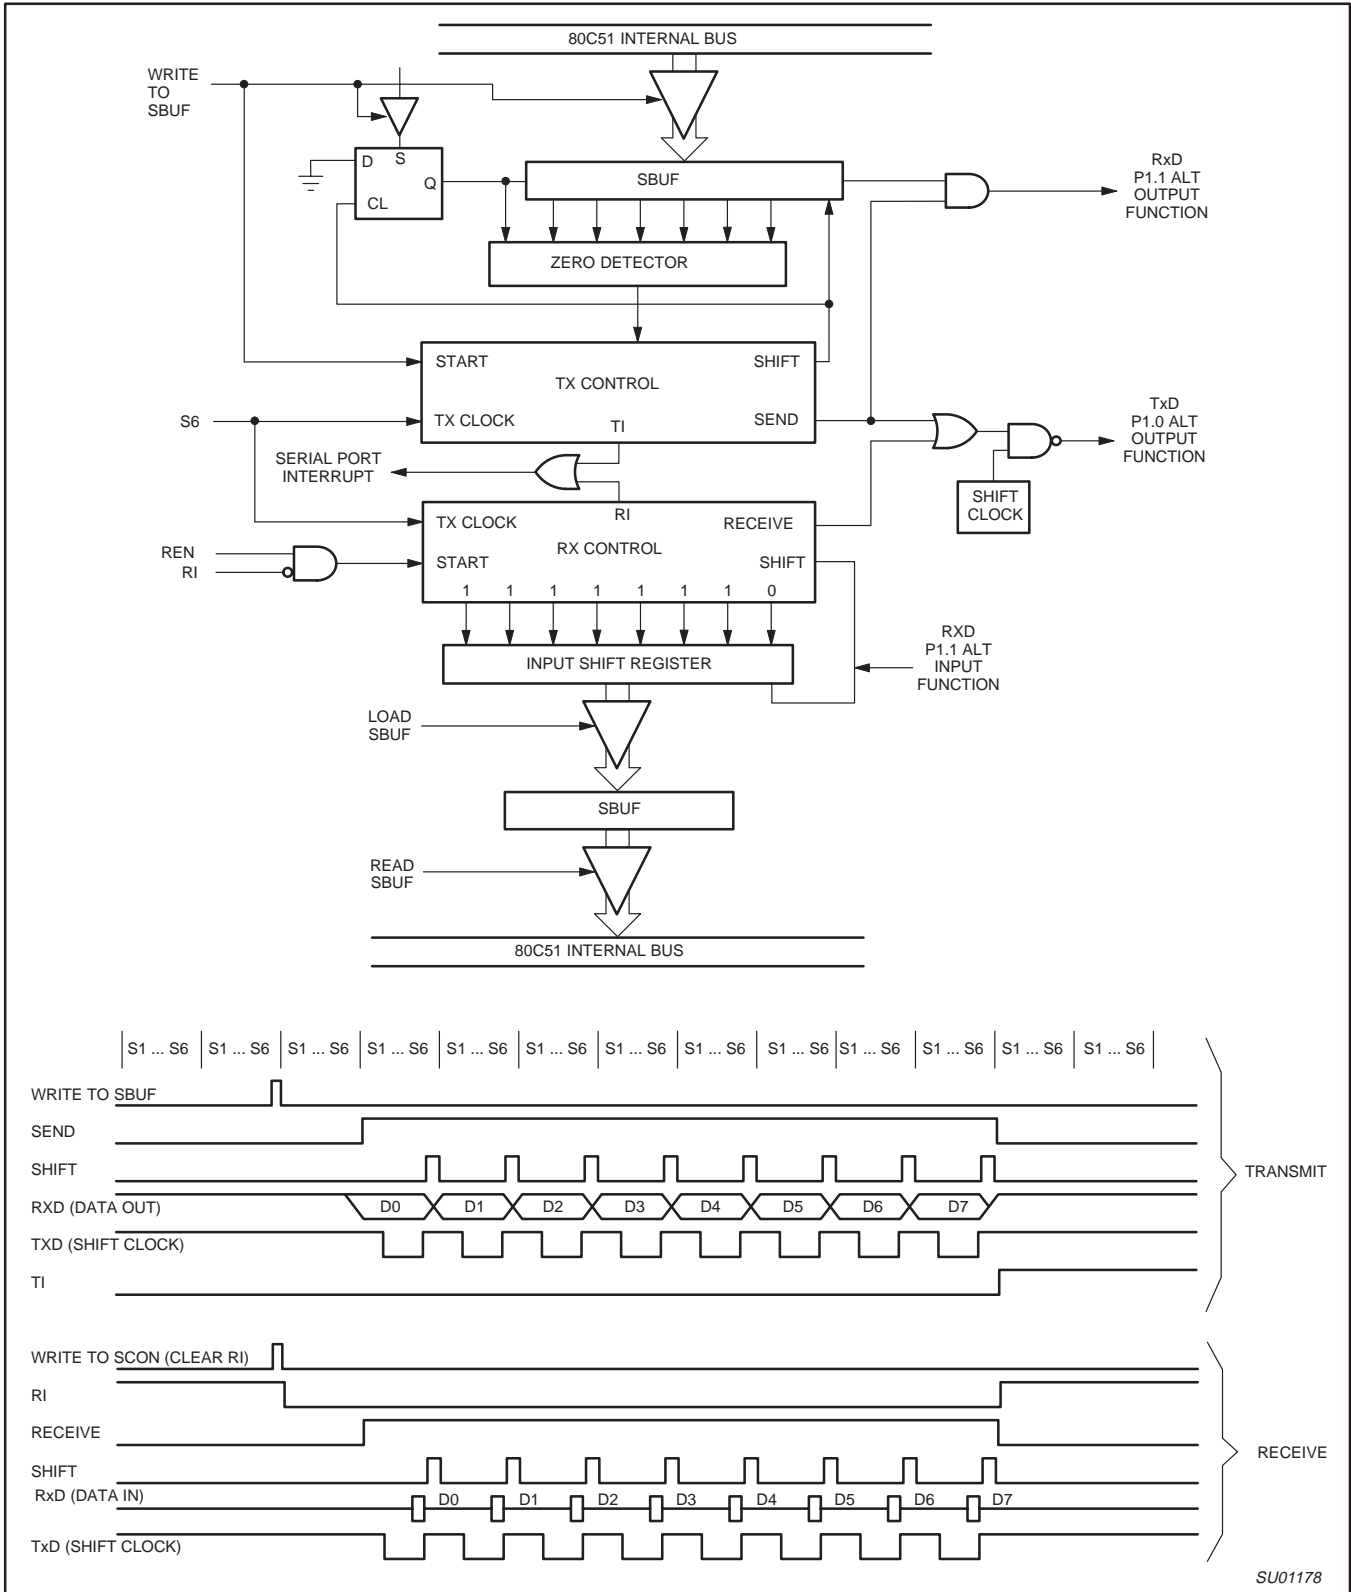 80C51 INTERNAL BUS
WRITE
TO
SBUF
D
S
Q
CL
SBUF
RxD
P1.1 ALT
OUTPUT
FUNCTION
ZERO DETECTOR
START
SHIFT
TX CONTROL
S6
TX CLOCK
TI
SEND
TxD
P1.0 ALT
OUTPUT
FUNCTION
SERIAL PORT
INTERRUPT
SHIFT
CLOCK
TX CLOCK
RI
RECEIVE
RX CONTROL
REN
RI
START
SHIFT
1 1 1 1 1 1 1 0
INPUT SHIFT REGISTER
RXD
P1.1 ALT
INPUT
FUNCTION
LOAD
SBUF
SBUF
READ
SBUF
80C51 INTERNAL BUS
S1 ... S6 S1 ... S6 S1 ... S6 S1 ... S6 S1 ... S6 S1 ... S6 S1 ... S6 S1 ... S6 S1 ... S6 S1 ... S6 S1 ... S6 S1 ... S6 S1 ... S6
WRITE TO SBUF
SEND
SHIFT
TRANSMIT
RXD (DATA OUT) D0 D1 D2 D3 D4 D5 D6 D7
TXD (SHIFT CLOCK)
TI
WRITE TO SCON (CLEAR RI)
RI
RECEIVE
RECEIVE
SHIFT
RxD (DATA IN) D0 D1 D2 D3 D4 D5 D6 D7
TxD (SHIFT CLOCK)
SU01178